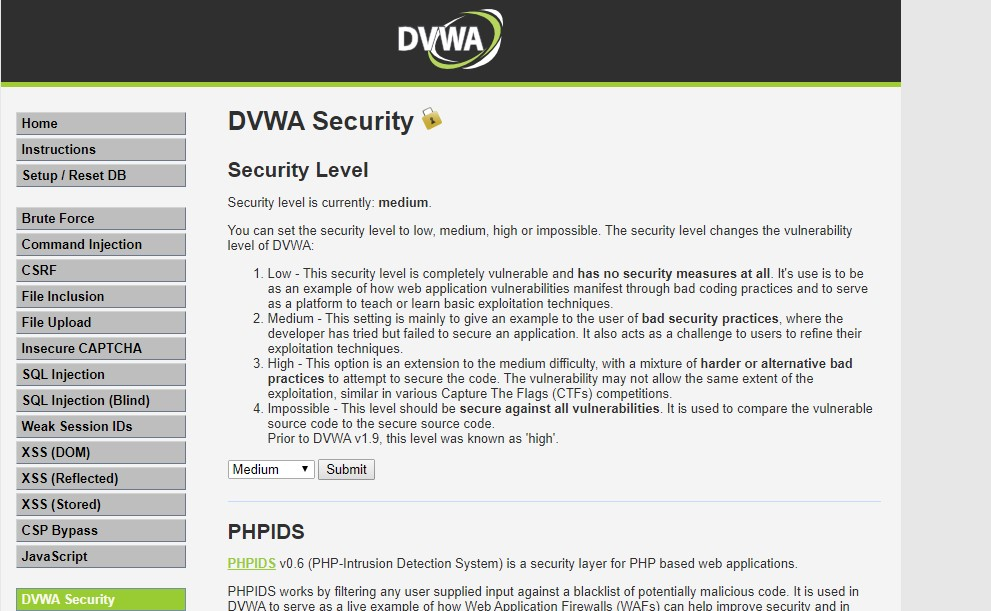 DVWA
Home
Instructions
Setup / Reset DB
Brute Force
Command Injection
CSRF
File Inclusion
File Upload
Insecure CAPTCHA
SQL Injection
SQL Injection (Blind)
Weak Session IDs
XSS (DOM)
XSS (Reflected)
XSS (Stored)
CSP Bypass
JavaScript
DVWA Security
DVWA Security
Security Level
Security level is currently: medium.
You can set the security level to low, medium, high or impossible. The security level changes the vulnerability
level of DVWA:
1. Low - This security level is completely vulnerable and has no security measures at all. It's use is to be
as an example of how web application vulnerabilities manifest through bad coding practices and to serve
as a platform to teach or learn basic exploitation techniques.
2. Medium - This setting is mainly to give an example to the user of bad security practices, where the
developer has tried but failed to secure an application. It also acts as a challenge to users to refine their
exploitation techniques.
3. High - This option is an extension to the medium difficulty, with a mixture of harder or alternative bad
practices to attempt to secure the code. The vulnerability may not allow the same extent of the
exploitation, similar in various Capture The Flags (CTFs) competitions.
4. Impossible - This level should be secure against all vulnerabilities. It is used to compare the vulnerable
source code to the secure source code.
Prior to DVWA v1.9, this level was known as 'high'.
Medium Submit
PHPIDS
PHPIDS v0.6 (PHP-Intrusion Detection System) is a security layer for PHP based web applications.
PHPIDS works by filtering any user supplied input against a blacklist of potentially malicious code. It is used in
DVWA to serve as a live example of how Web Application Firewalls (WAFs) can help improve security and in